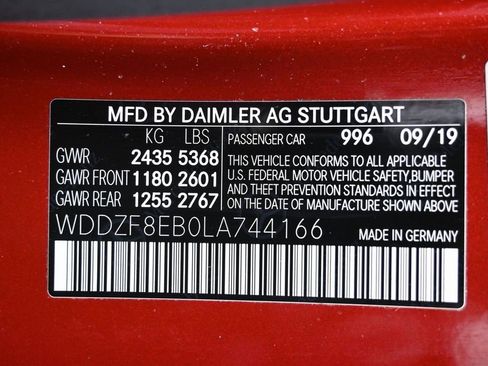 MFD BY DAIMLER AG STUTTGART
KG LBS PASSENGER CAR 996 09/19
GVWR 2435 5368 THIS VEHICLE CONFORMS TO ALL APPLICABLE
GAWR FRONT 1180 2601 U.S. FEDERAL MOTOR VEHICLE SAFETY,BUMPER
GAWR REAR 1255 2767 AND THEFT PREVENTION STANDARDS IN EFFECT
ON THE DATE OF MANUFACTURE SHOWN ABOVE
WDDZF8EB0LA744166 MADE IN GERMANY